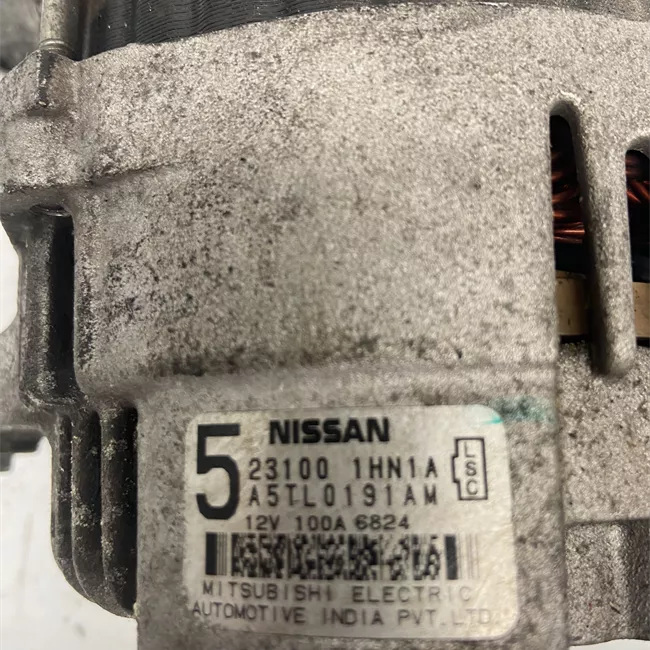 5 NISSAN
23100 1HN1A
A5TL0191AM
LSC
12V 100A 6824
MITSUBISHI ELECTRIC
AUTOMOTIVE INDIA PVT.LTD.